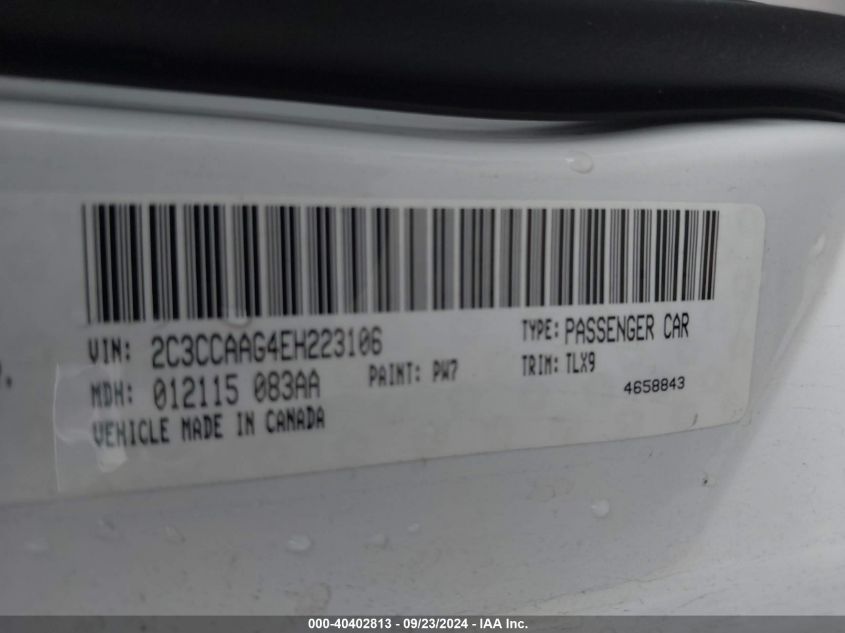 VIN: 2C3CCAAG4EH223106 TYPE: PASSENGER CAR
MDH: 012115 083AA PAINT: PW7 TRIM: TLX9
4658843
VEHICLE MADE IN CANADA
000-40402813 - 09/23/2024 - IAA Inc.